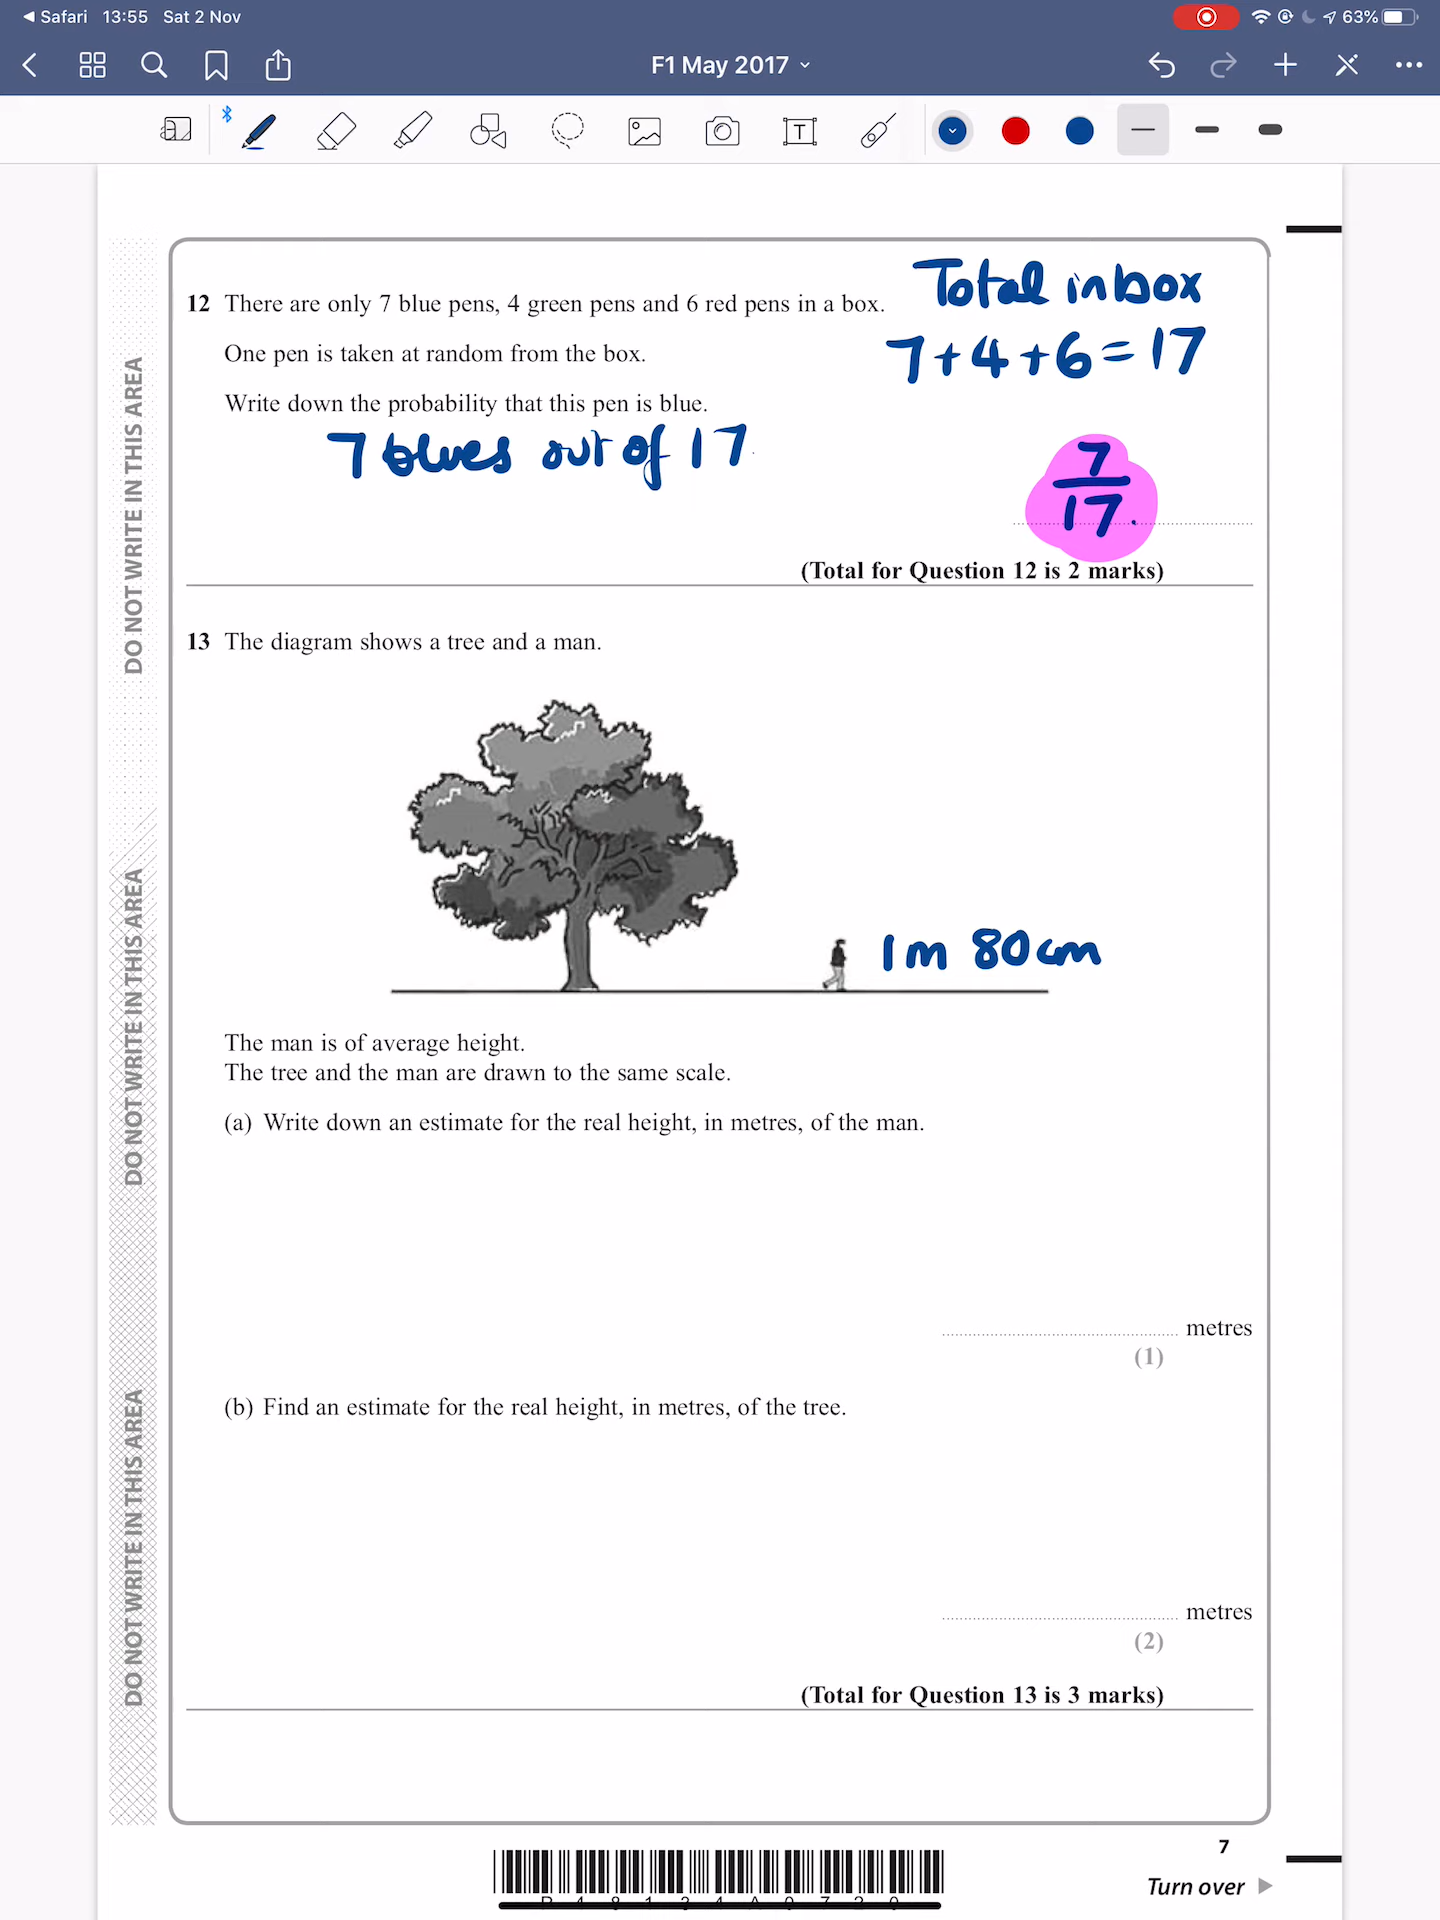 Safari 13:55 Sat 2 Nov 63%
F1 May 2017
T
Total in box
12 There are only 7 blue pens, 4 green pens and 6 red pens in a box.
7+4+6=17
One pen is taken at random from the box.
Write down the probability that this pen is blue.
7 blues out of 17
7
17.
(Total for Question 12 is 2 marks)
13 The diagram shows a tree and a man.
1m 80cm
The man is of average height.
The tree and the man are drawn to the same scale.
(a) Write down an estimate for the real height, in metres, of the man.
metres
(1)
(b) Find an estimate for the real height, in metres, of the tree.
metres
(2)
(Total for Question 13 is 3 marks)
DO NOT WRITE IN THIS AREA
DO NOT WRITE IN THIS AREA
DO NOT WRITE IN THIS AREA
7
Turn over